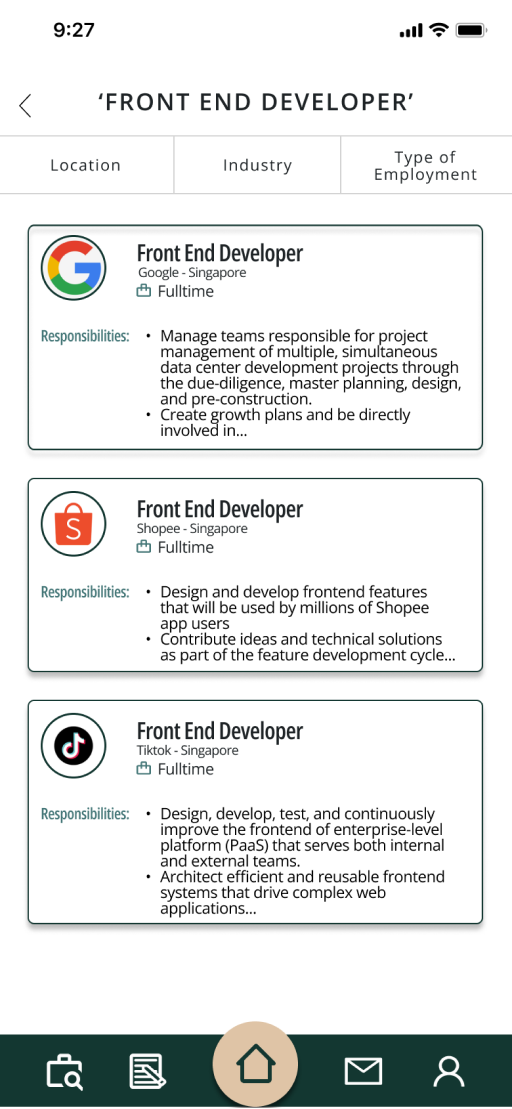 9:27
‘FRONT END DEVELOPER’
Location
Industry
Type of
Employment
Front End Developer
Google - Singapore
Fulltime
Responsibilities:
• Manage teams responsible for project
management of multiple, simultaneous
data center development projects through
the due-diligence, master planning, design,
and pre-construction.
• Create growth plans and be directly
involved in...
S
Front End Developer
Shopee - Singapore
Fulltime
Responsibilities:
• Design and develop frontend features
that will be used by millions of Shopee
app users
• Contribute ideas and technical solutions
as part of the feature development cycle...
Front End Developer
Tiktok - Singapore
Fulltime
Responsibilities:
• Design, develop, test, and continuously
improve the frontend of enterprise-level
platform (PaaS) that serves both internal
and external teams.
• Architect efficient and reusable frontend
systems that drive complex web
applications...